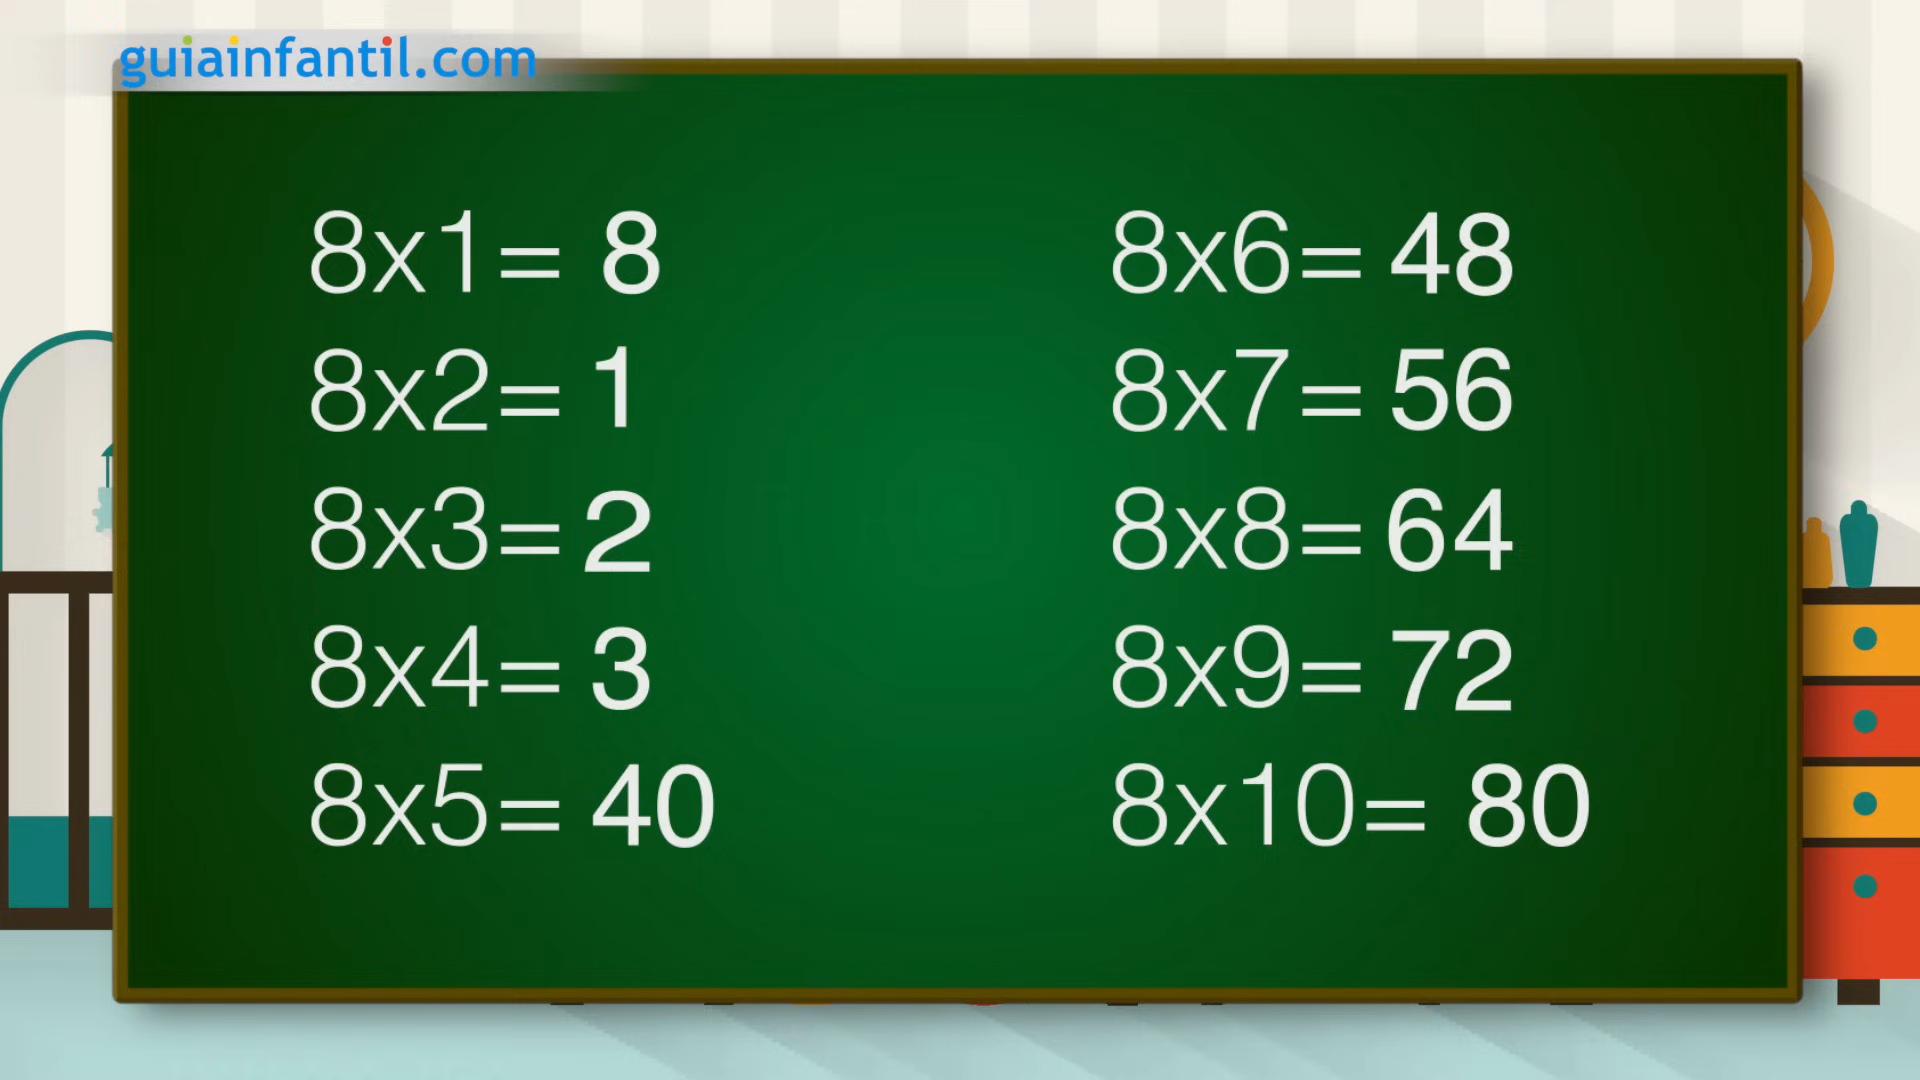 guiainfantil.com
8x1= 8
8x2= 1
8x3= 2
8x4= 3
8x5= 40
8x6= 48
8x7= 56
8x8= 64
8x9= 72
8x10= 80